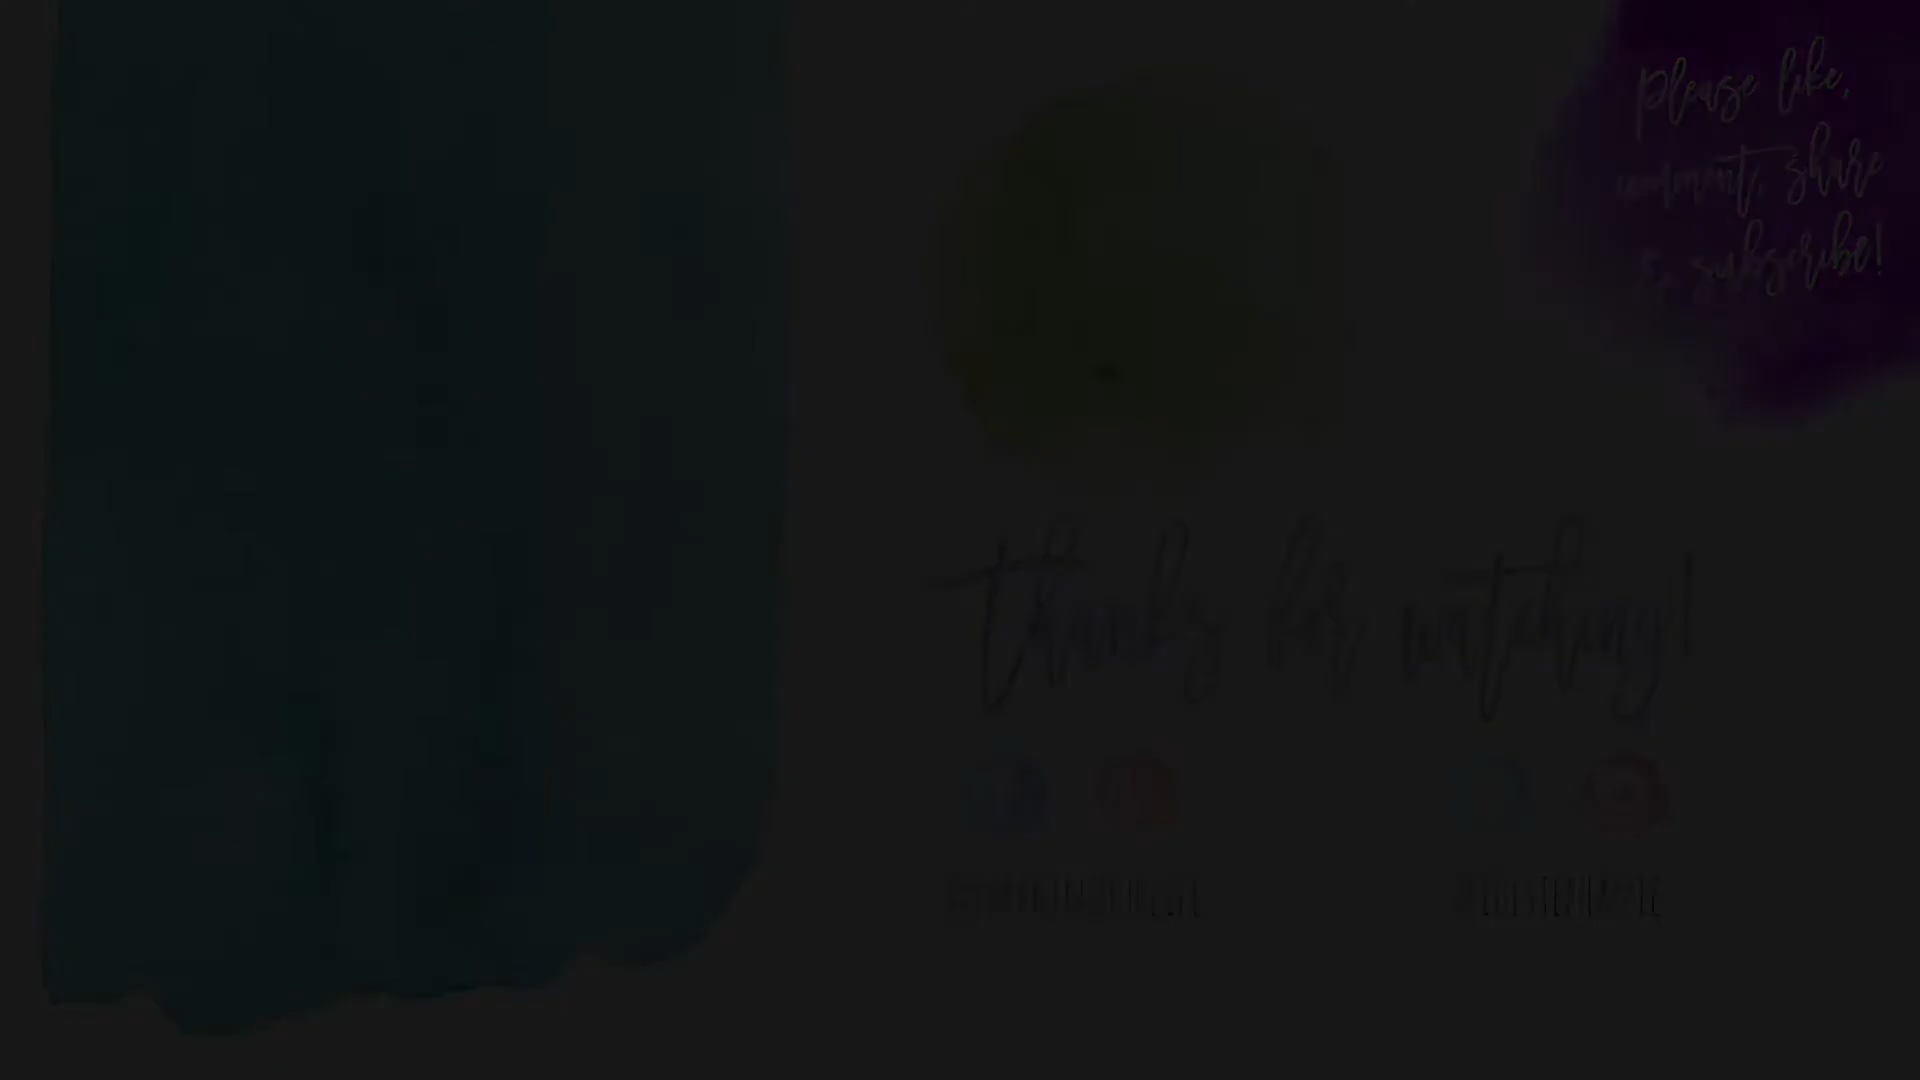 Please like,
comment, share
& subscribe!
thanks for watching!